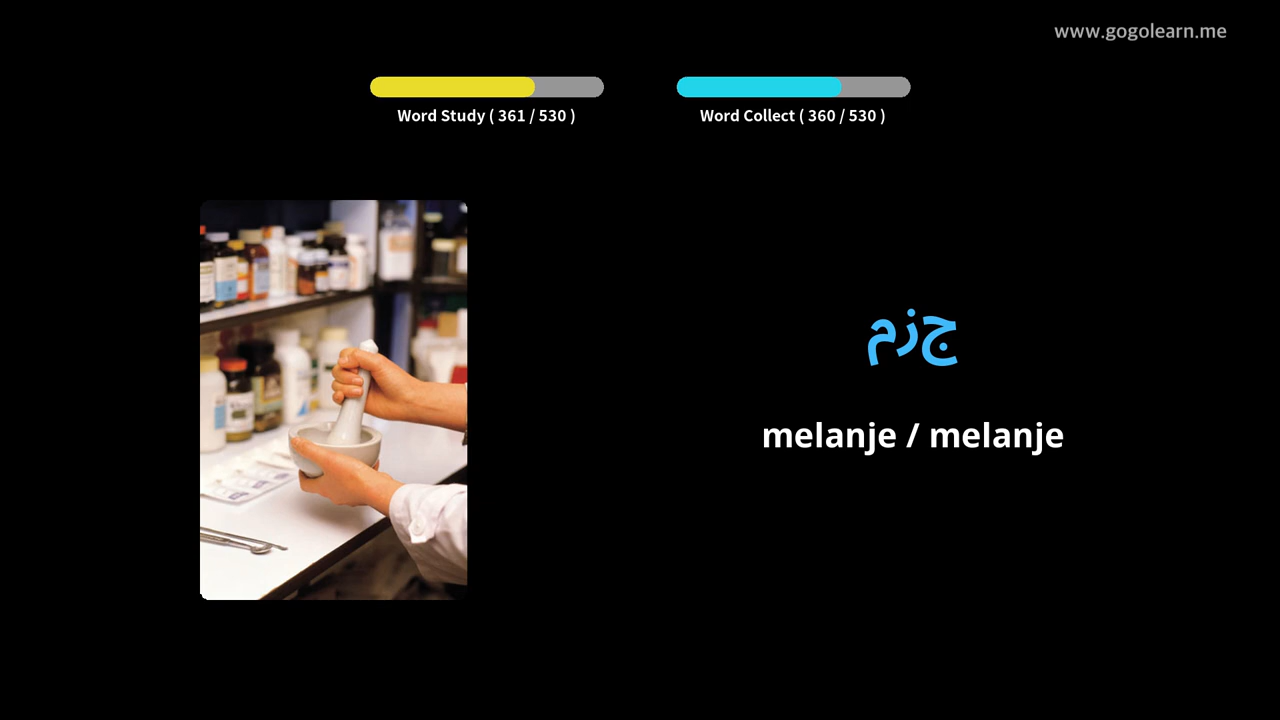 www.gogolearn.me
Word Study ( 361 / 530 )
Word Collect ( 360 / 530 )
مزج
melanje / melanje